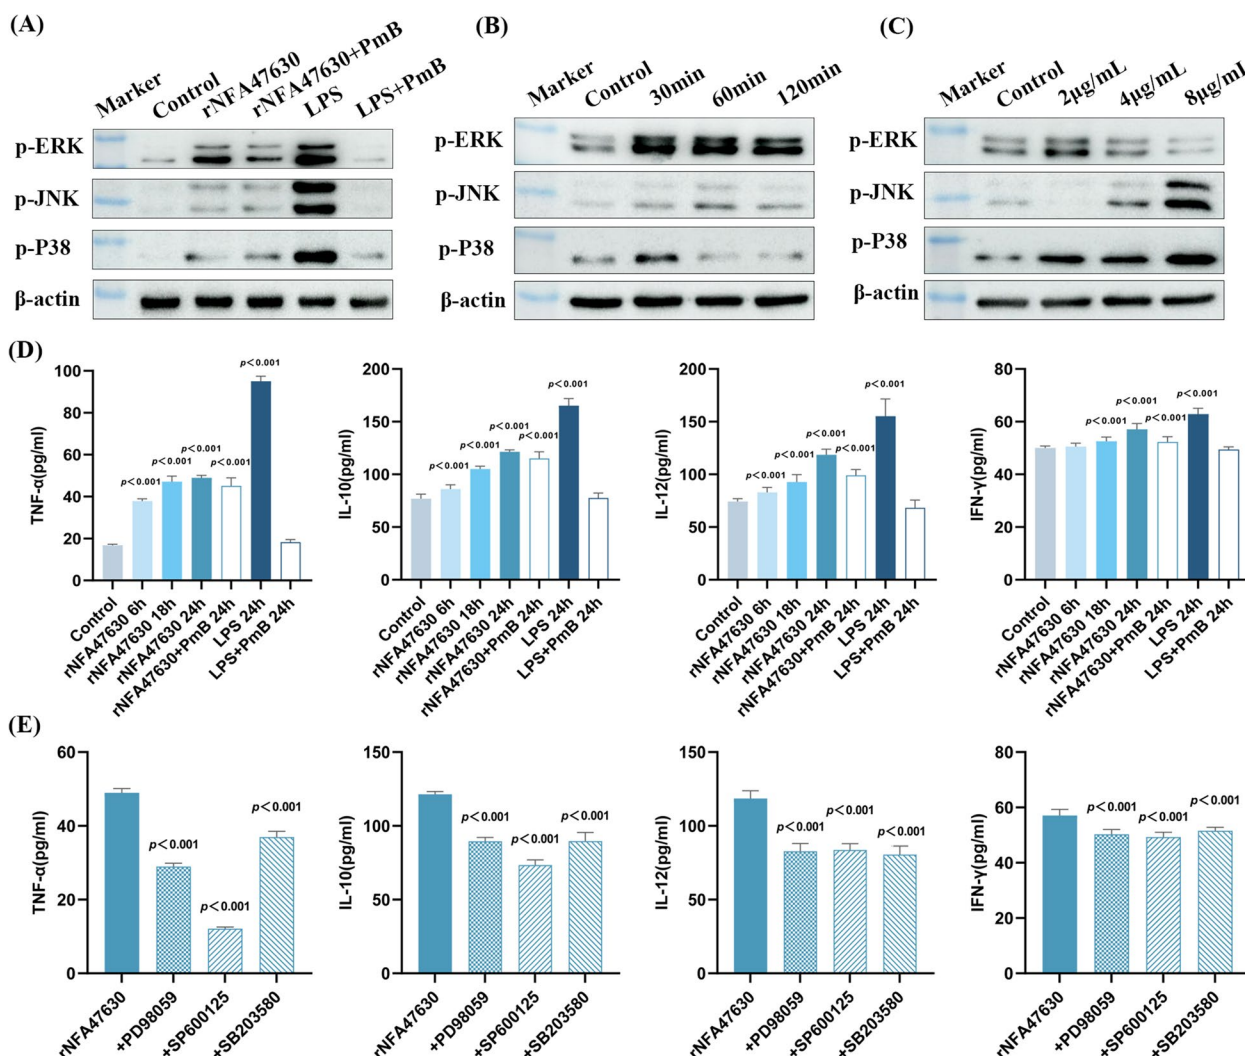 (A)
Marker
Control
rNFA47630
rNFA47630+PmB
LPS
LPS+PmB
p-ERK
p-JNK
p-P38
β-actin
(B)
Marker
Control
30min
60min
120min
p-ERK
p-JNK
p-P38
β-actin
(C)
Marker
Control
2μg/mL
4μg/mL
8μg/mL
p-ERK
p-JNK
p-P38
β-actin
(D)
TNF-α(pg/ml)
100
80
60
40
20
0
p<0.001
p<0.001
p<0.001
p<0.001
p<0.001
Control
rNFA47630 6h
rNFA47630 18h
rNFA47630 24h
rNFA47630+PmB 24h
LPS 24h
LPS+PmB 24h
IL-10(pg/ml)
200
150
100
50
0
p<0.001
p<0.001
p<0.001
p<0.001
p<0.001
Control
rNFA47630 6h
rNFA47630 18h
rNFA47630 24h
rNFA47630+PmB 24h
LPS 24h
LPS+PmB 24h
IL-12(pg/ml)
200
150
100
50
0
p<0.001
p<0.001
p<0.001
p<0.001
p<0.001
Control
rNFA47630 6h
rNFA47630 18h
rNFA47630 24h
rNFA47630+PmB 24h
LPS 24h
LPS+PmB 24h
IFN-γ(pg/ml)
80
60
40
20
0
p<0.001
p<0.001
p<0.001
p<0.001
Control
rNFA47630 6h
rNFA47630 18h
rNFA47630 24h
rNFA47630+PmB 24h
LPS 24h
LPS+PmB 24h
(E)
TNF-α(pg/ml)
60
40
20
0
p<0.001
p<0.001
p<0.001
rNFA47630
+PD98059
+SP600125
+SB203580
IL-10(pg/ml)
150
100
50
0
p<0.001
p<0.001
p<0.001
rNFA47630
+PD98059
+SP600125
+SB203580
IL-12(pg/ml)
150
100
50
0
p<0.001
p<0.001
p<0.001
rNFA47630
+PD98059
+SP600125
+SB203580
IFN-γ(pg/ml)
80
60
40
20
0
p<0.001
p<0.001
p<0.001
rNFA47630
+PD98059
+SP600125
+SB203580